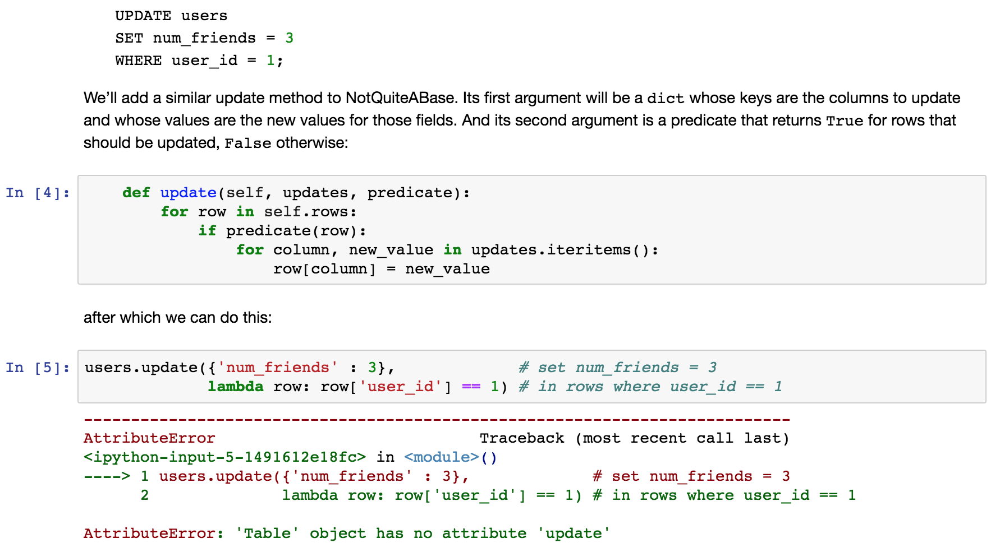 UPDATE users
SET num_friends = 3
WHERE user_id = 1;
We’ll add a similar update method to NotQuiteABase. Its first argument will be a dict whose keys are the columns to update
and whose values are the new values for those fields. And its second argument is a predicate that returns True for rows that
should be updated, False otherwise:
In [4]:     def update(self, updates, predicate):
        for row in self.rows:
            if predicate(row):
                for column, new_value in updates.iteritems():
                    row[column] = new_value
after which we can do this:
In [5]: users.update({'num_friends' : 3},             # set num_friends = 3
             lambda row: row['user_id'] == 1) # in rows where user_id == 1
---------------------------------------------------------------------------
AttributeError                            Traceback (most recent call last)
<ipython-input-5-1491612e18fc> in <module>()
----> 1 users.update({'num_friends' : 3},             # set num_friends = 3
      2              lambda row: row['user_id'] == 1) # in rows where user_id == 1
AttributeError: 'Table' object has no attribute 'update'